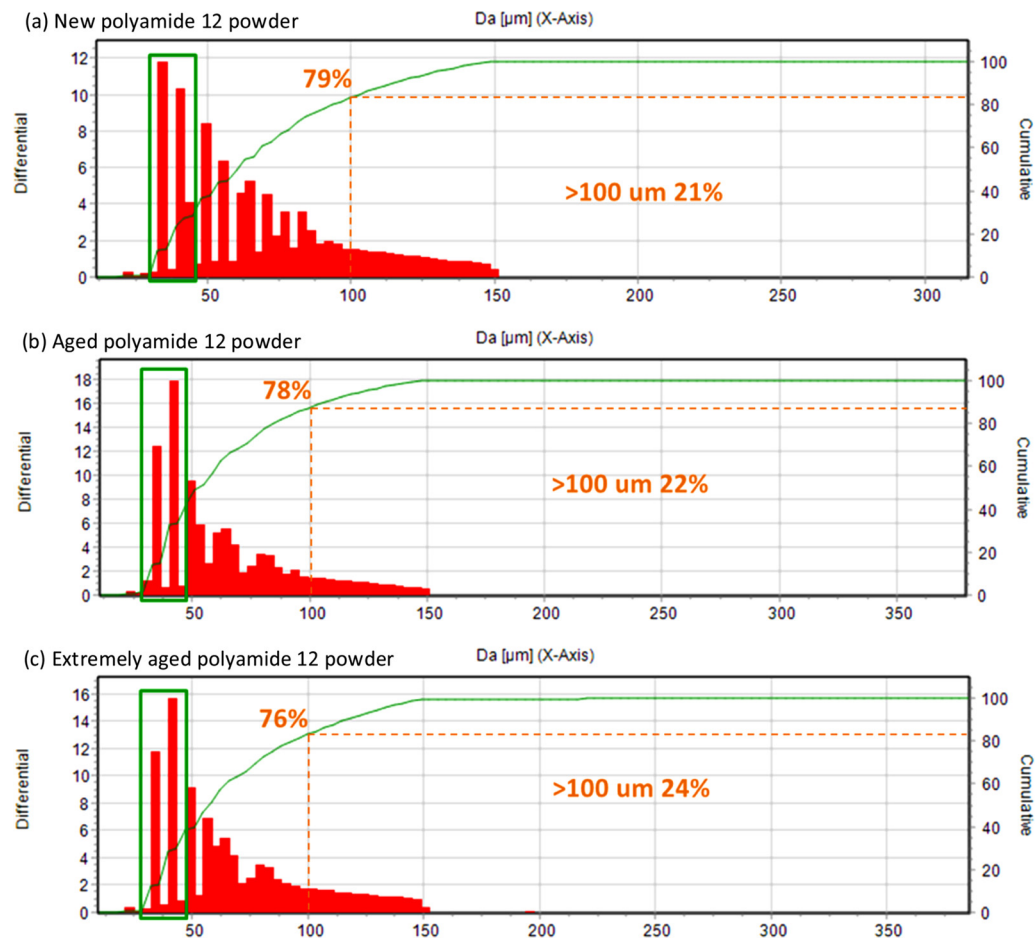 (a) New polyamide 12 powder
Da [µm] (X-Axis)
Differential
12
10
8
6
4
2
0
79%
>100 um 21%
100
80
60
40
20
0
Cumulative
50 100 150 200 250 300
(b) Aged polyamide 12 powder
Da [µm] (X-Axis)
Differential
18
16
14
12
10
8
6
4
2
0
78%
>100 um 22%
100
80
60
40
20
0
Cumulative
50 100 150 200 250 300 350
(c) Extremely aged polyamide 12 powder
Da [µm] (X-Axis)
Differential
16
14
12
10
8
6
4
2
0
76%
>100 um 24%
100
80
60
40
20
0
Cumulative
50 100 150 200 250 300 350